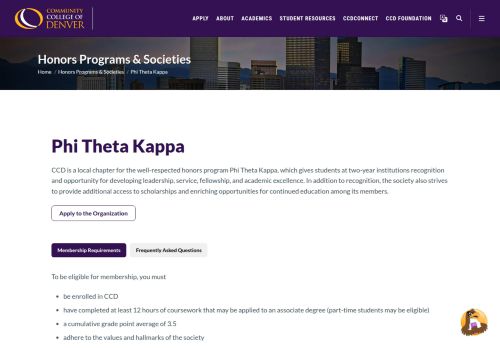 COMMUNITY
COLLEGE OF
DENVER
APPLY ABOUT ACADEMICS STUDENT RESOURCES CCDCONNECT CCD FOUNDATION
Honors Programs & Societies
Home / Honors Programs & Societies / Phi Theta Kappa
Phi Theta Kappa
CCD is a local chapter for the well-respected honors program Phi Theta Kappa, which gives students at two-year institutions recognition
and opportunity for developing leadership, service, fellowship, and academic excellence. In addition to recognition, the society also strives
to provide additional access to scholarships and enriching opportunities for continued education among its members.
Apply to the Organization
Membership Requirements Frequently Asked Questions
To be eligible for membership, you must
• be enrolled in CCD
• have completed at least 12 hours of coursework that may be applied to an associate degree (part-time students may be eligible)
• a cumulative grade point average of 3.5
• adhere to the values and hallmarks of the society